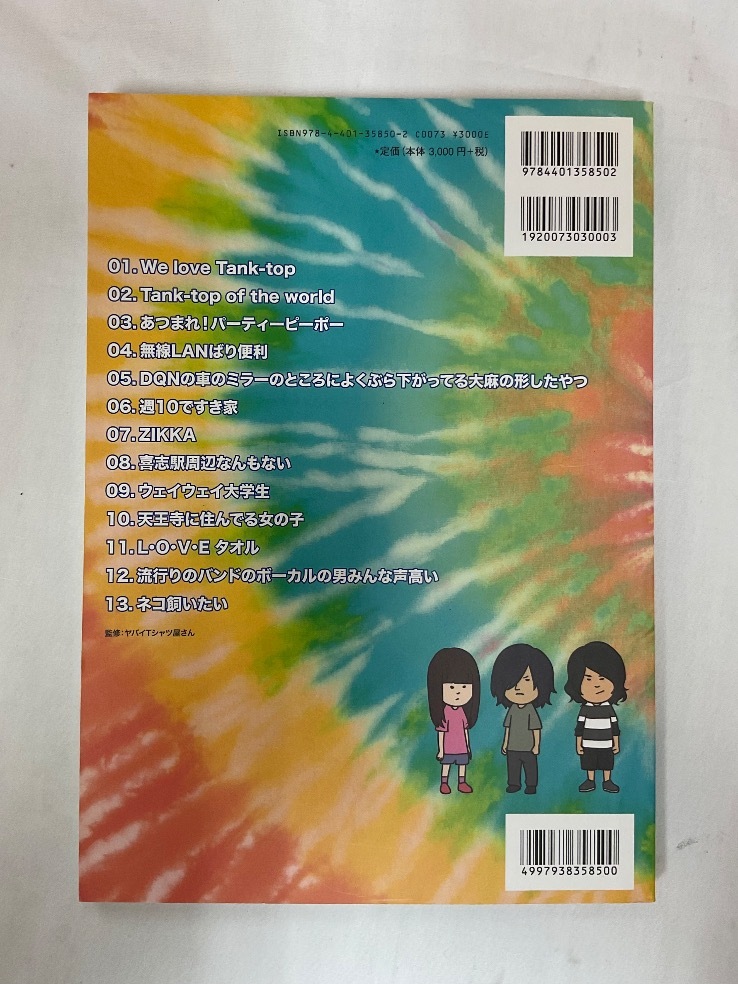 ISBN978-4-401-35850-2 C0073 ¥3000E
*定価(本体 3,000円+税)
9784401358502
1920073030003
01.We love Tank-top
02.Tank-top of the world
03.あつまれ!パーティーピーポー
04.無線LANばり便利
05.DQNの車のミラーのところによくぶら下がってる大麻の形したやつ
06.週10ですき家
07.ZIKKA
08.喜志駅周辺なんもない
09.ウェイウェイ大学生
10.天王寺に住んでる女の子
11.L・O・V・E タオル
12.流行りのバンドのボーカルの男みんな声高い
13.ネコ飼いたい
監修:ヤバイTシャツ屋さん
4997938358500